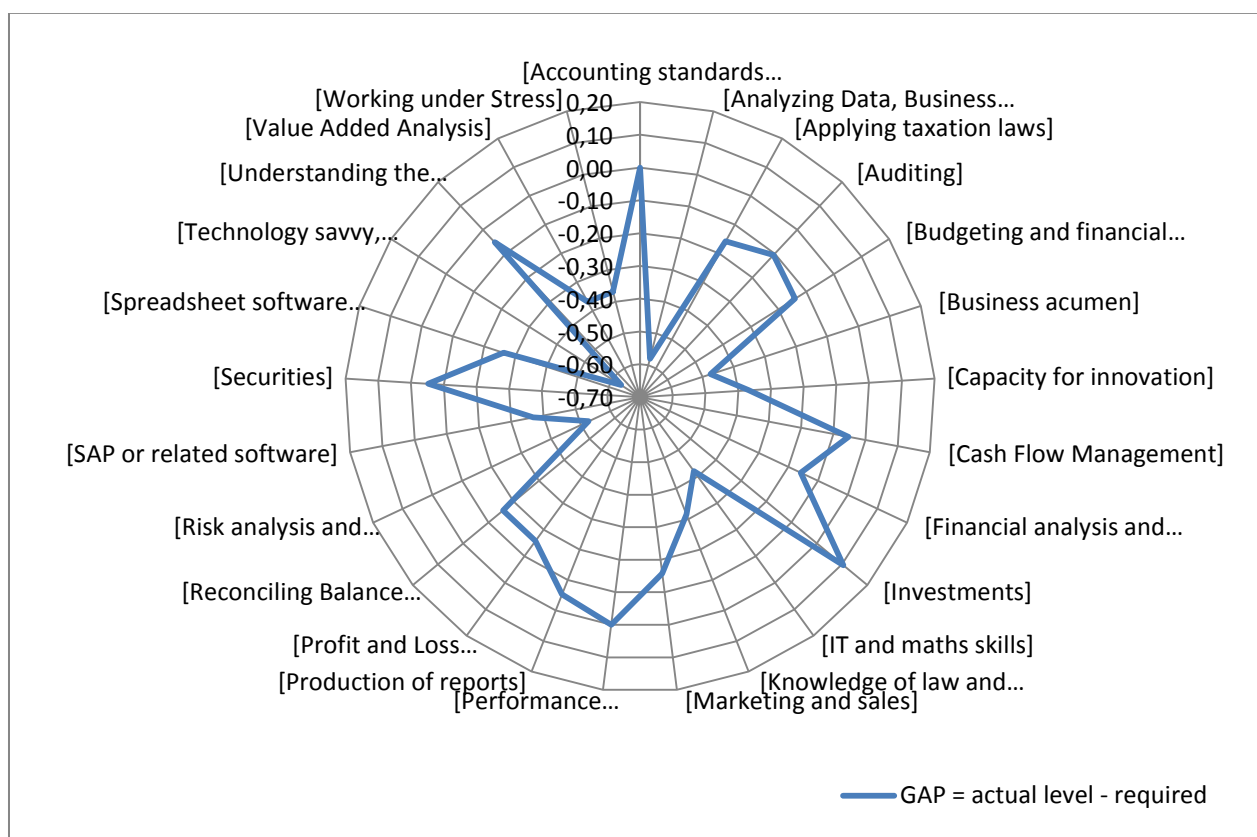 [Accounting standards...
[Analyzing Data, Business...
[Applying taxation laws]
[Auditing]
[Budgeting and financial...
[Business acumen]
[Capacity for innovation]
[Cash Flow Management]
[Financial analysis and...
[Investments]
[IT and maths skills]
[Knowledge of law and...
[Marketing and sales]
[Performance...
[Production of reports]
[Profit and Loss...
[Reconciling Balance...
[Risk analysis and...
[SAP or related software]
[Securities]
[Spreadsheet software...
[Technology savvy,...
[Understanding the...
[Value Added Analysis]
[Working under Stress]
0,20
0,10
0,00
-0,10
-0,20
-0,30
-0,40
-0,50
-0,60
-0,70
GAP = actual level - required